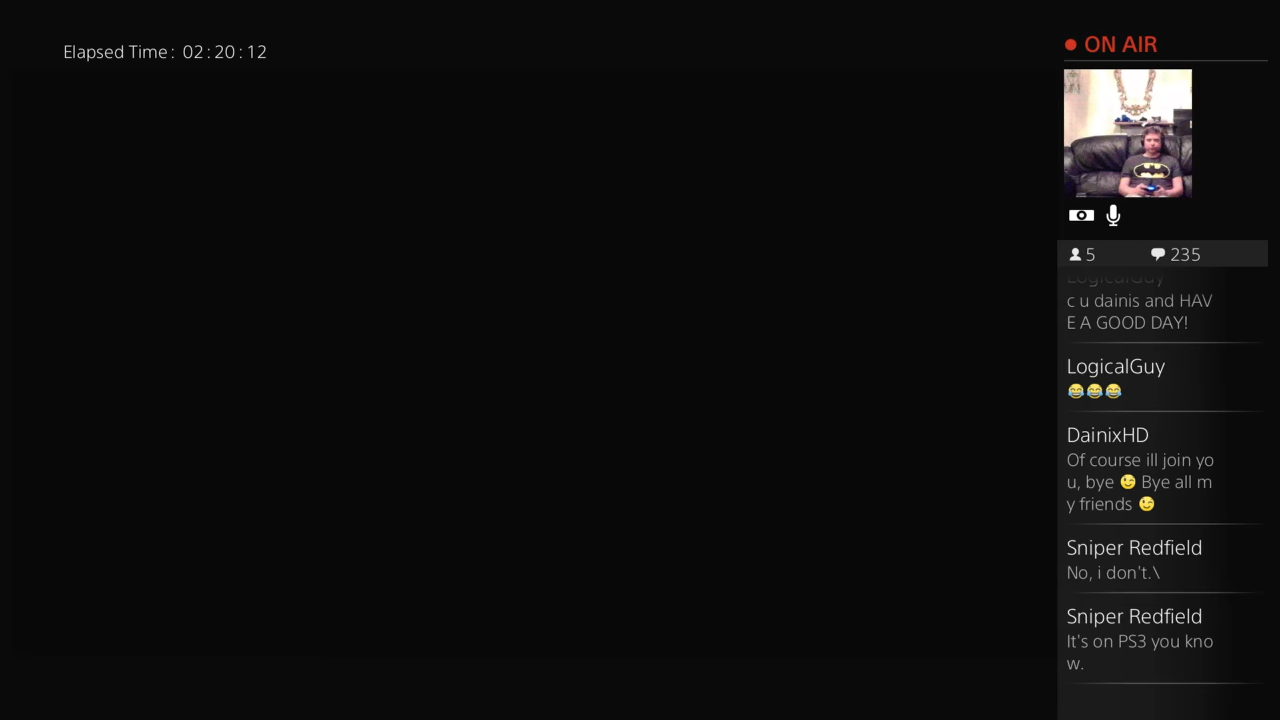 Elapsed Time: 02:20:12
ON AIR
5 235
LogicalGuy
c u dainis and HAV
E A GOOD DAY!
LogicalGuy
😂😂😂
DainixHD
Of course ill join yo
u, bye 😉 Bye all m
y friends 😉
Sniper Redfield
No, i don't.\
Sniper Redfield
It's on PS3 you kno
w.